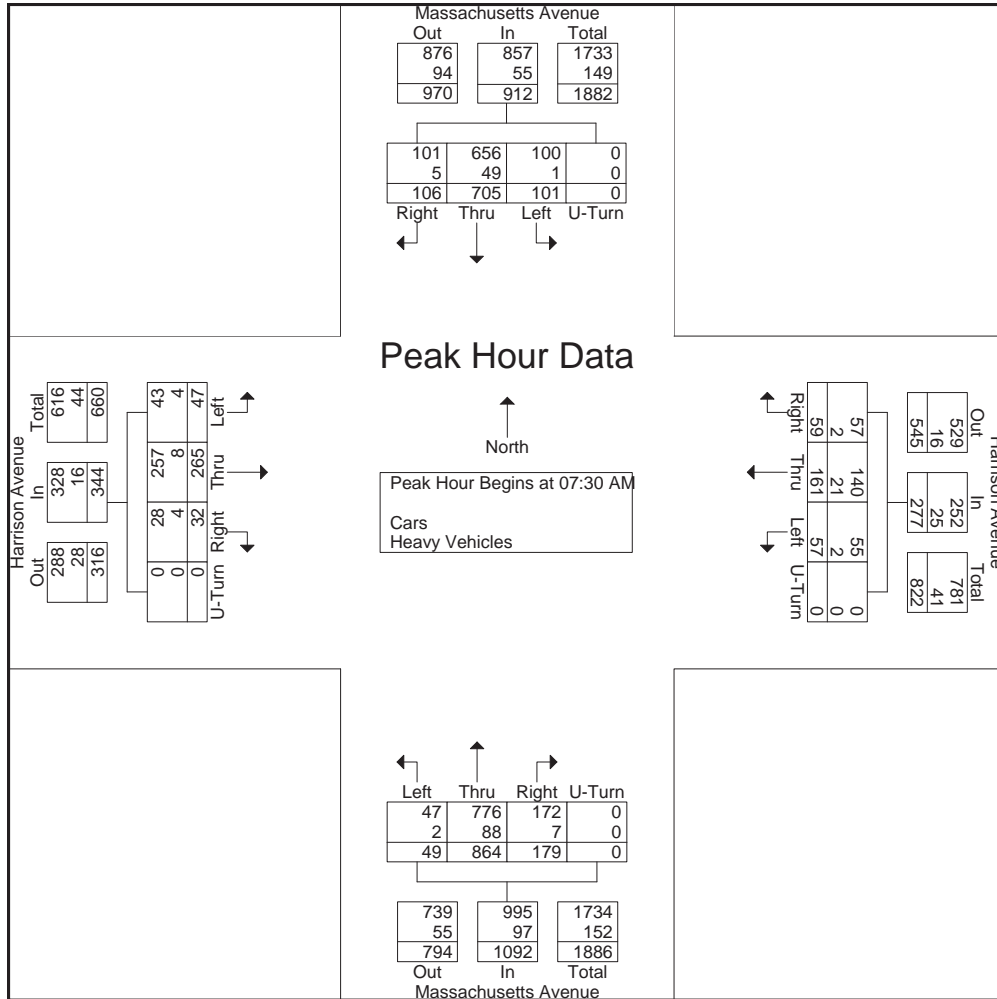 Massachusetts Avenue
Out In Total
876 857 1733
94 55 149
970 912 1882
101 656 100 0
5 49 1 0
106 705 101 0
Right Thru Left U-Turn
Peak Hour Data
North
Peak Hour Begins at 07:30 AM
Cars
Heavy Vehicles
Harrison Avenue
Out In Total
288 328 616
28 16 44
316 344 660
U-Turn Right Thru Left
0 28 257 43
0 4 8 4
0 32 265 47
Harrison Avenue
Out In Total
529 252 781
16 25 41
545 277 822
57 140 55 0
2 21 2 0
59 161 57 0
Right Thru Left U-Turn
Left Thru Right U-Turn
47 776 172 0
2 88 7 0
49 864 179 0
739 995 1734
55 97 152
794 1092 1886
Out In Total
Massachusetts Avenue